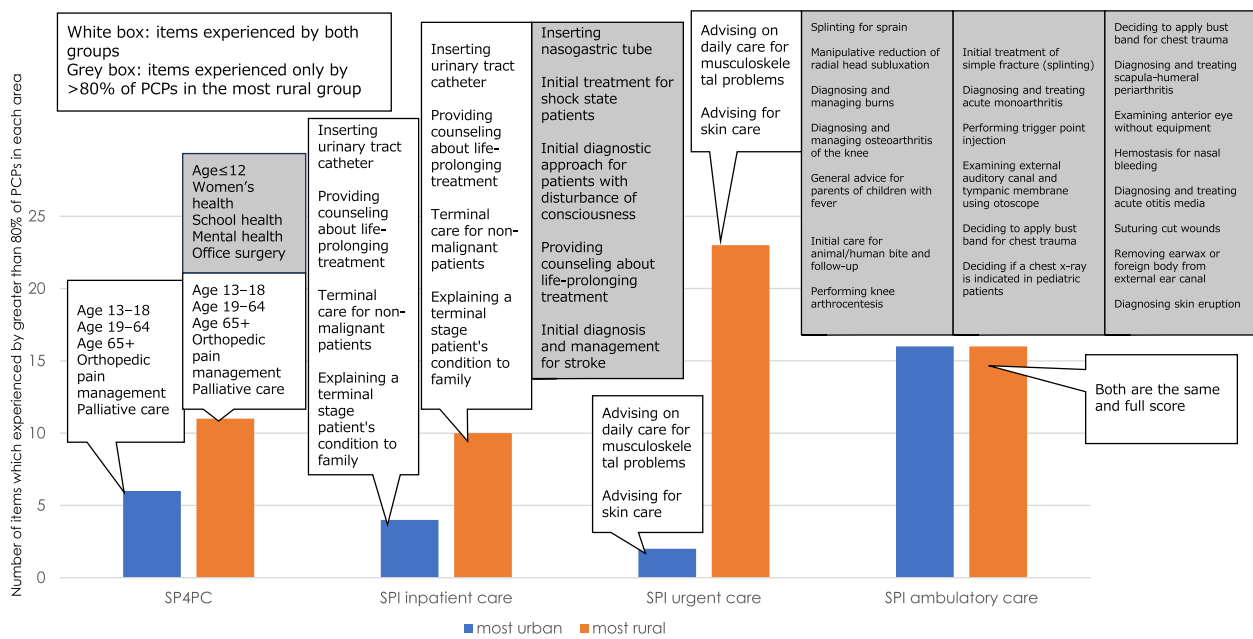 White box: items experienced by both
groups
Grey box: items experienced only by
>80% of PCPs in the most rural
group
Number of items which experienced by greater than 80% of PCPs in each area
25
20
15
10
5
0
Age 13–18
Age 19–64
Age 65+
Orthopedic
pain
management
Palliative care
Age≤12
Women's
health
School health
Mental health
Office surgery
Age 13–18
Age 19–64
Age 65+
Orthopedic
pain
management
Palliative care
Inserting
urinary tract
catheter
Providing
counseling
about life-
prolonging
treatment
Terminal
care for non-
malignant
patients
Explaining a
terminal
stage
patient's
condition to
family
Inserting
urinary tract
catheter
Providing
counseling
about life-
prolonging
treatment
Terminal
care for non-
malignant
patients
Explaining a
terminal
stage
patient's
condition to
family
Inserting
nasogastric tube
Initial treatment for
shock state
patients
Initial diagnostic
approach for
patients with
disturbance of
consciousness
Providing
counseling about
life-prolonging
treatment
Initial diagnosis
and management
for stroke
Advising on
daily care for
musculoskele
tal problems
Advising for
skin care
Advising on
daily care for
musculoskele
tal problems
Advising for
skin care
Splinting for sprain
Manipulative reduction of
radial head subluxation
Diagnosing and
managing burns
Diagnosing and
managing osteoarthritis
of the knee
General advice for
parents of children with
fever
Initial care for
animal/human bite and
follow-up
Performing knee
arthrocentesis
Initial treatment of
simple fracture (splinting)
Diagnosing and treating
acute monoarthritis
Performing trigger point
injection
Examining external
auditory canal and
tympanic membrane
using otoscope
Deciding to apply bust
band for chest trauma
Deciding if a chest x-ray
is indicated in pediatric
patients
Deciding to apply bust
band for chest trauma
Diagnosing and treating
scapula-humeral
periarthritis
Examining anterior eye
without equipment
Hemostasis for nasal
bleeding
Diagnosing and treating
acute otitis media
Suturing cut wounds
Removing earwax or
foreign body from
external ear canal
Diagnosing skin eruption
Both are the same
and full score
SP4PC
SPI inpatient care
SPI urgent care
SPI ambulatory care
most urban
most rural